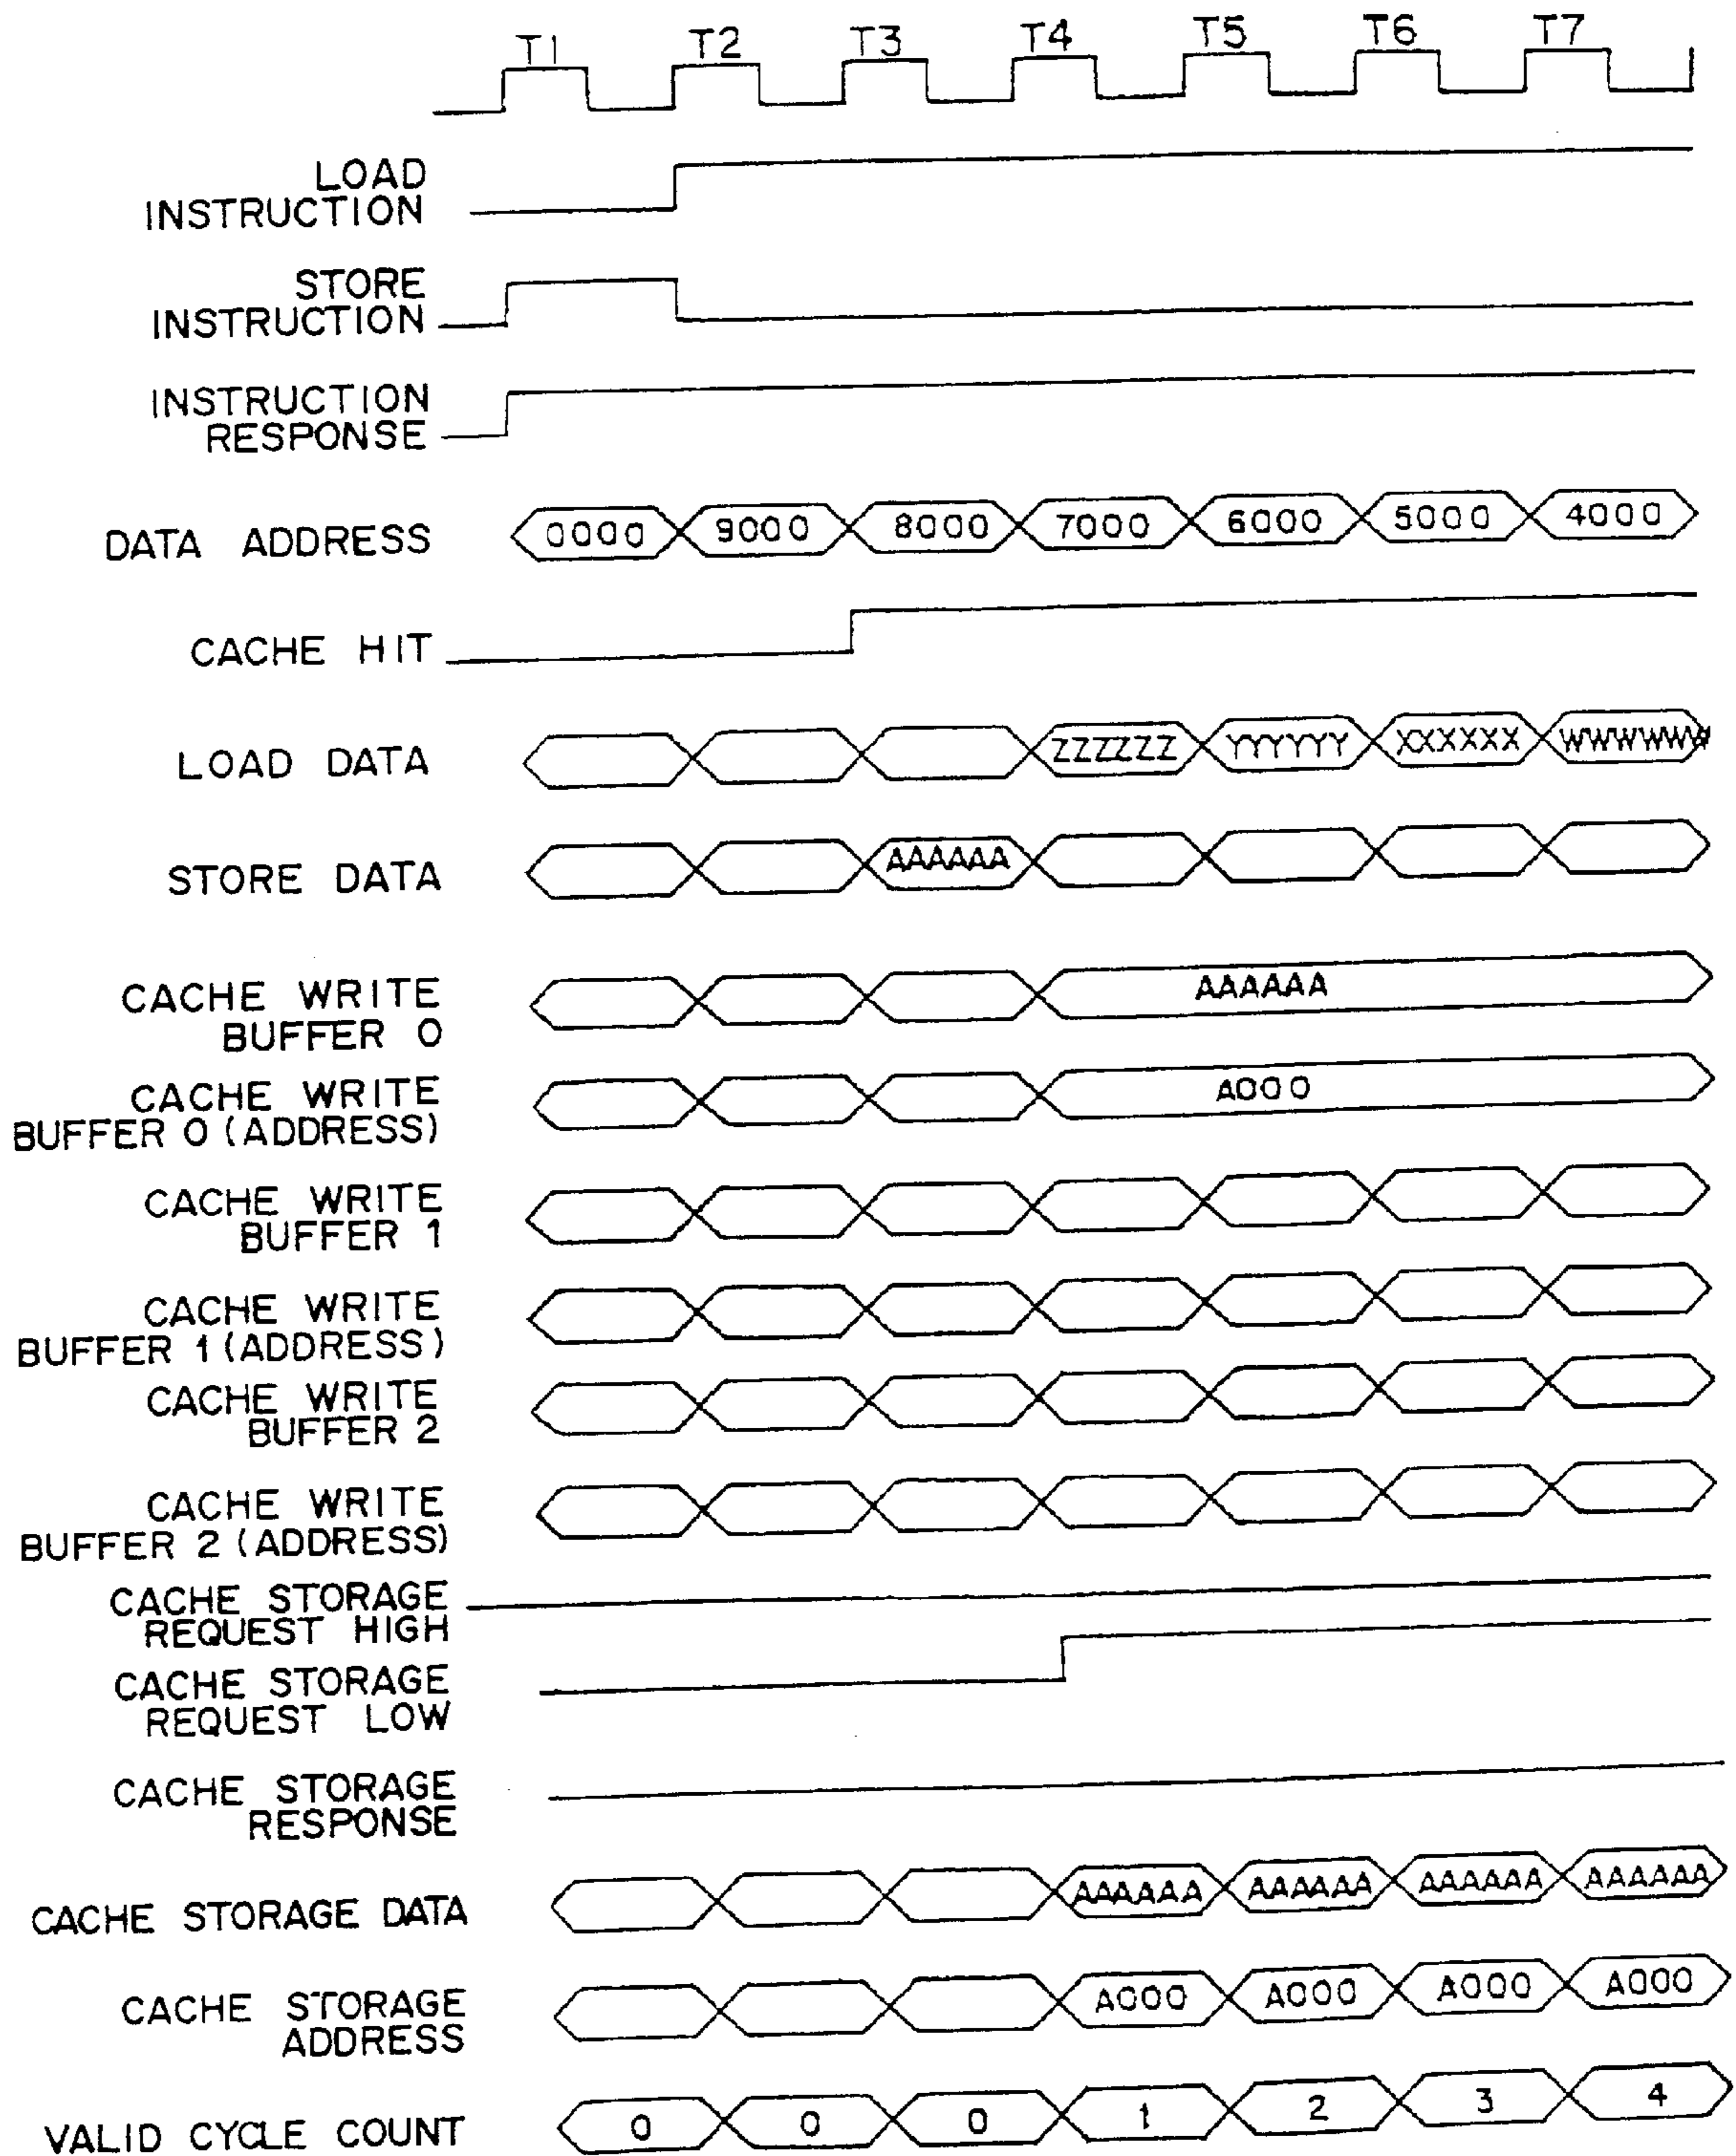 T1 T2 T3 T4 T5 T6 T7
LOAD
INSTRUCTION
STORE
INSTRUCTION
INSTRUCTION
RESPONSE
DATA ADDRESS 0000 9000 8000 7000 6000 5000 4000
CACHE HIT
LOAD DATA ZZZZZZ YYYYYY XXXXXX WWWWWW
STORE DATA AAAAAA
CACHE WRITE
BUFFER 0
AAAAAA
CACHE WRITE
BUFFER 0 (ADDRESS)
A000
CACHE WRITE
BUFFER 1
CACHE WRITE
BUFFER 1 (ADDRESS)
CACHE WRITE
BUFFER 2
CACHE WRITE
BUFFER 2 (ADDRESS)
CACHE STORAGE
REQUEST HIGH
CACHE STORAGE
REQUEST LOW
CACHE STORAGE
RESPONSE
CACHE STORAGE DATA AAAAAA AAAAAA AAAAAA AAAAAA
CACHE STORAGE
ADDRESS
A000 A000 A000 A000
VALID CYCLE COUNT 0 0 0 1 2 3 4